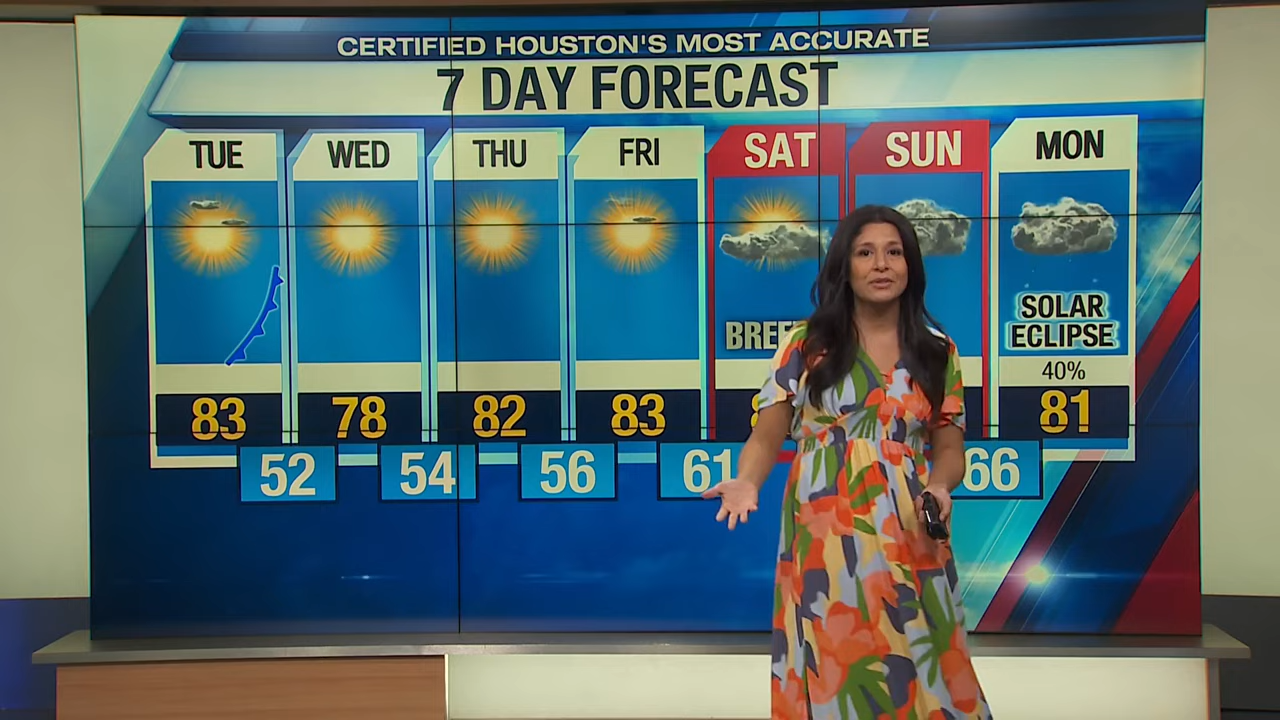 CERTIFIED HOUSTON'S MOST ACCURATE
7 DAY FORECAST
TUE WED THU FRI SAT SUN MON
SOLAR
ECLIPSE
40%
83 78 82 83 81
52 54 56 61 66